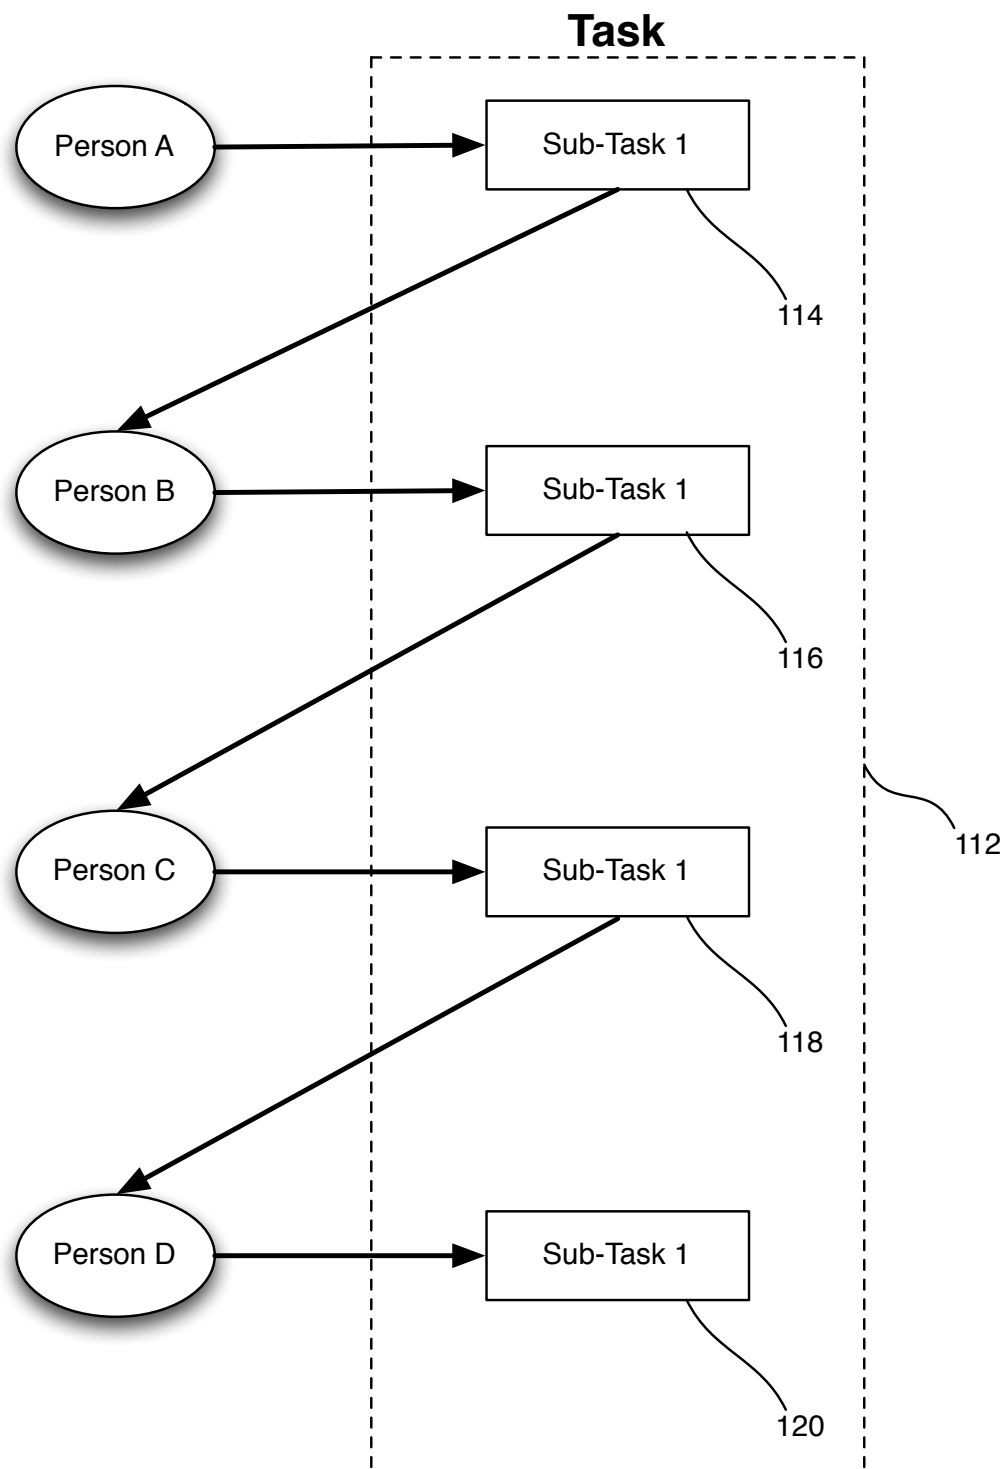 Task
Person A
Sub-Task 1
114
Person B
Sub-Task 1
116
112
Person C
Sub-Task 1
118
Person D
Sub-Task 1
120